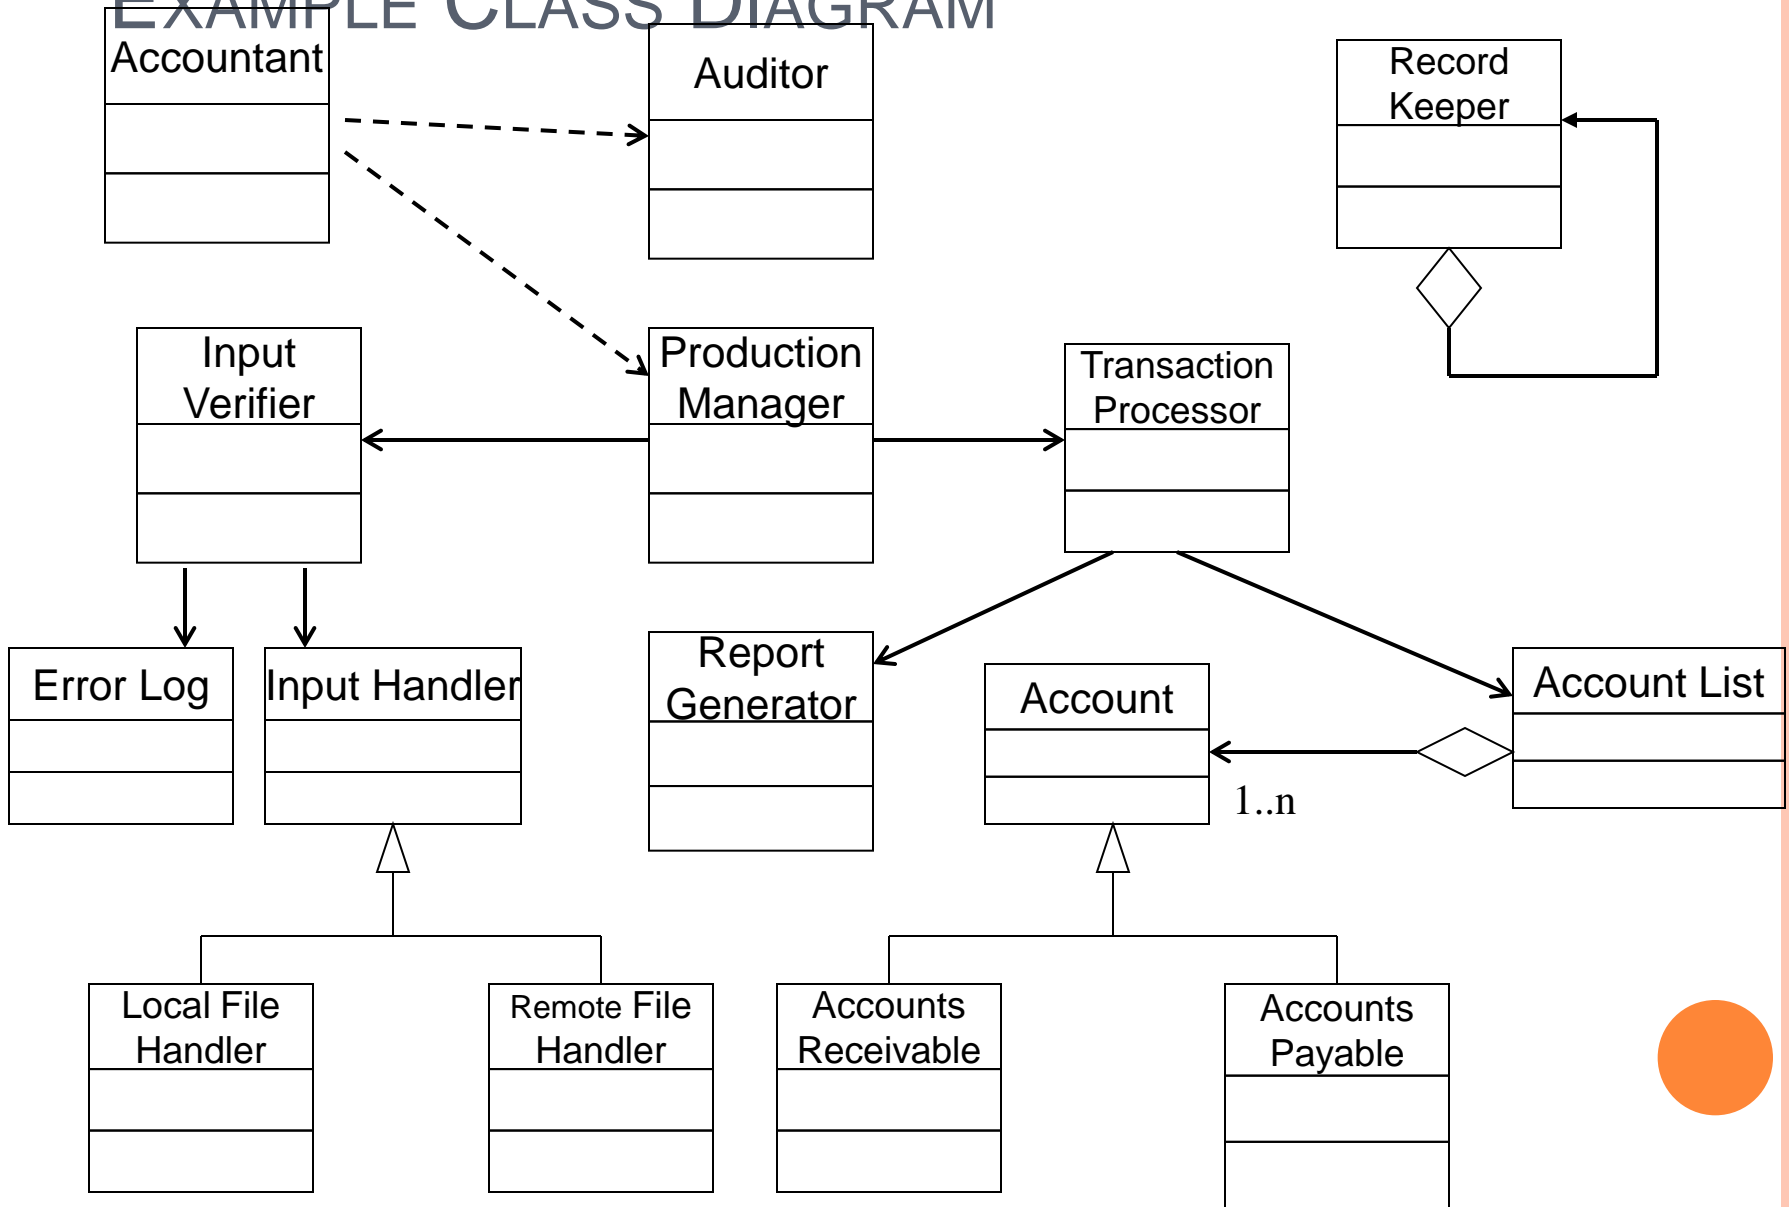 EXAMPLE CLASS DIAGRAM
Accountant
Auditor
Record
Keeper
Input
Verifier
Production
Manager
Transaction
Processor
Error Log
Input Handler
Report
Generator
Account
Account List
1..n
Local File
Handler
Remote File
Handler
Accounts
Receivable
Accounts
Payable